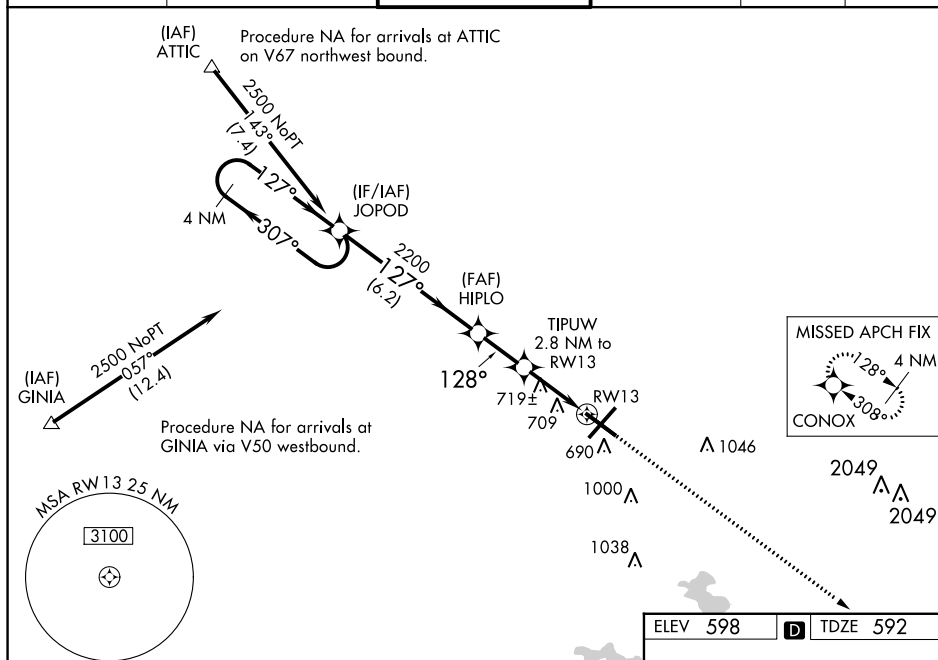 (IAF)
ATTIC
Procedure NA for arrivals at ATTIC
on V67 northwest bound.
2500 NoPT
143°
(7.4)
127°
4 NM
307°
(IF/IAF)
JOPOD
2200
127°
(6.2)
(FAF)
HIPLO
TIPUW
2.8 NM to
RW13
128°
719±
709
RW13
690
1046
MISSED APCH FIX
4 NM
128°
308°
CONOX
2500 NoPT
057°
(12.4)
(IAF)
GINIA
Procedure NA for arrivals at
GINIA via V50 westbound.
1000
2049
2049
1038
MSA RW13 25 NM
3100
ELEV 598 D TDZE 592